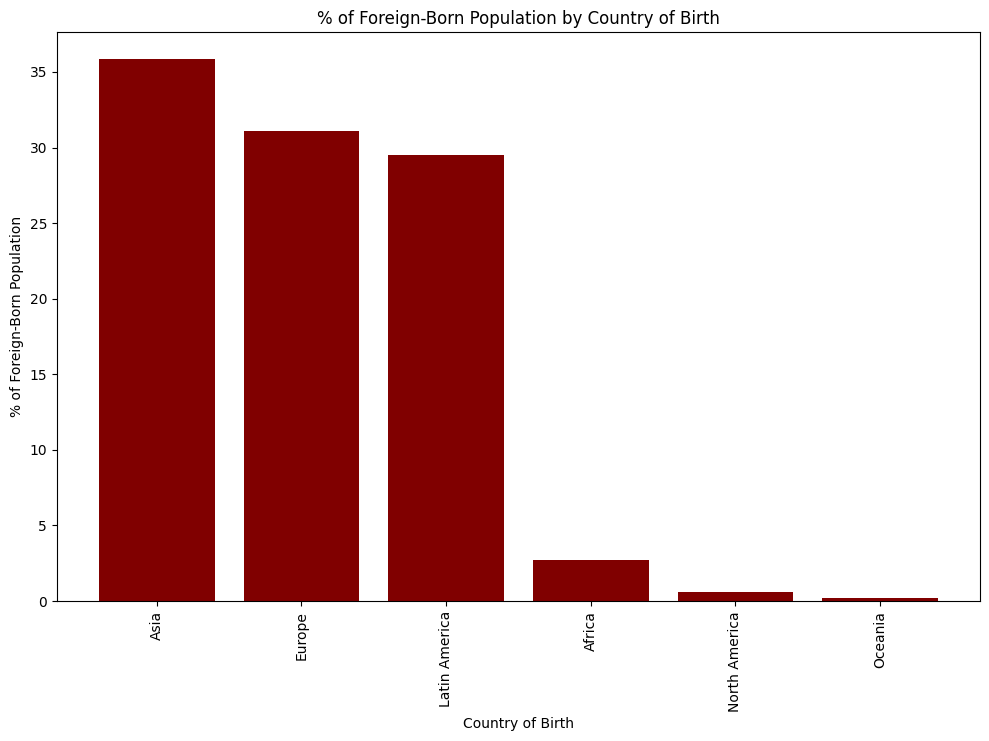 % of Foreign-Born Population by Country of Birth
% of Foreign-Born Population
35
30
25
20
15
10
5
0
Asia
Europe
Latin America
Africa
North America
Oceania
Country of Birth